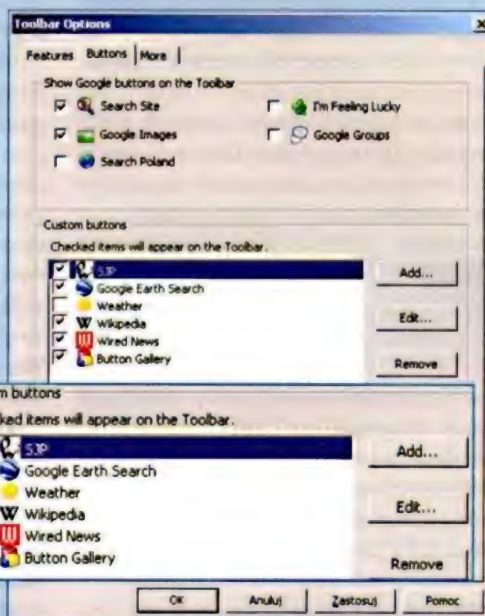 Toolbar Options
Features Buttons More
Show Google buttons on the Toolbar
Search Site
I'm Feeling Lucky
Google Images
Google Groups
Search Poland
Custom buttons
Checked items will appear on the Toolbar.
SJP
Google Earth Search
Weather
Wikipedia
Wired News
Button Gallery
Add...
Edit...
Remove
m buttons
ked items will appear on the Toolbar.
SJP
Google Earth Search
Weather
Wikipedia
Wired News
Button Gallery
Add...
Edit...
Remove
OK Anuluj Zastosuj Pomoc